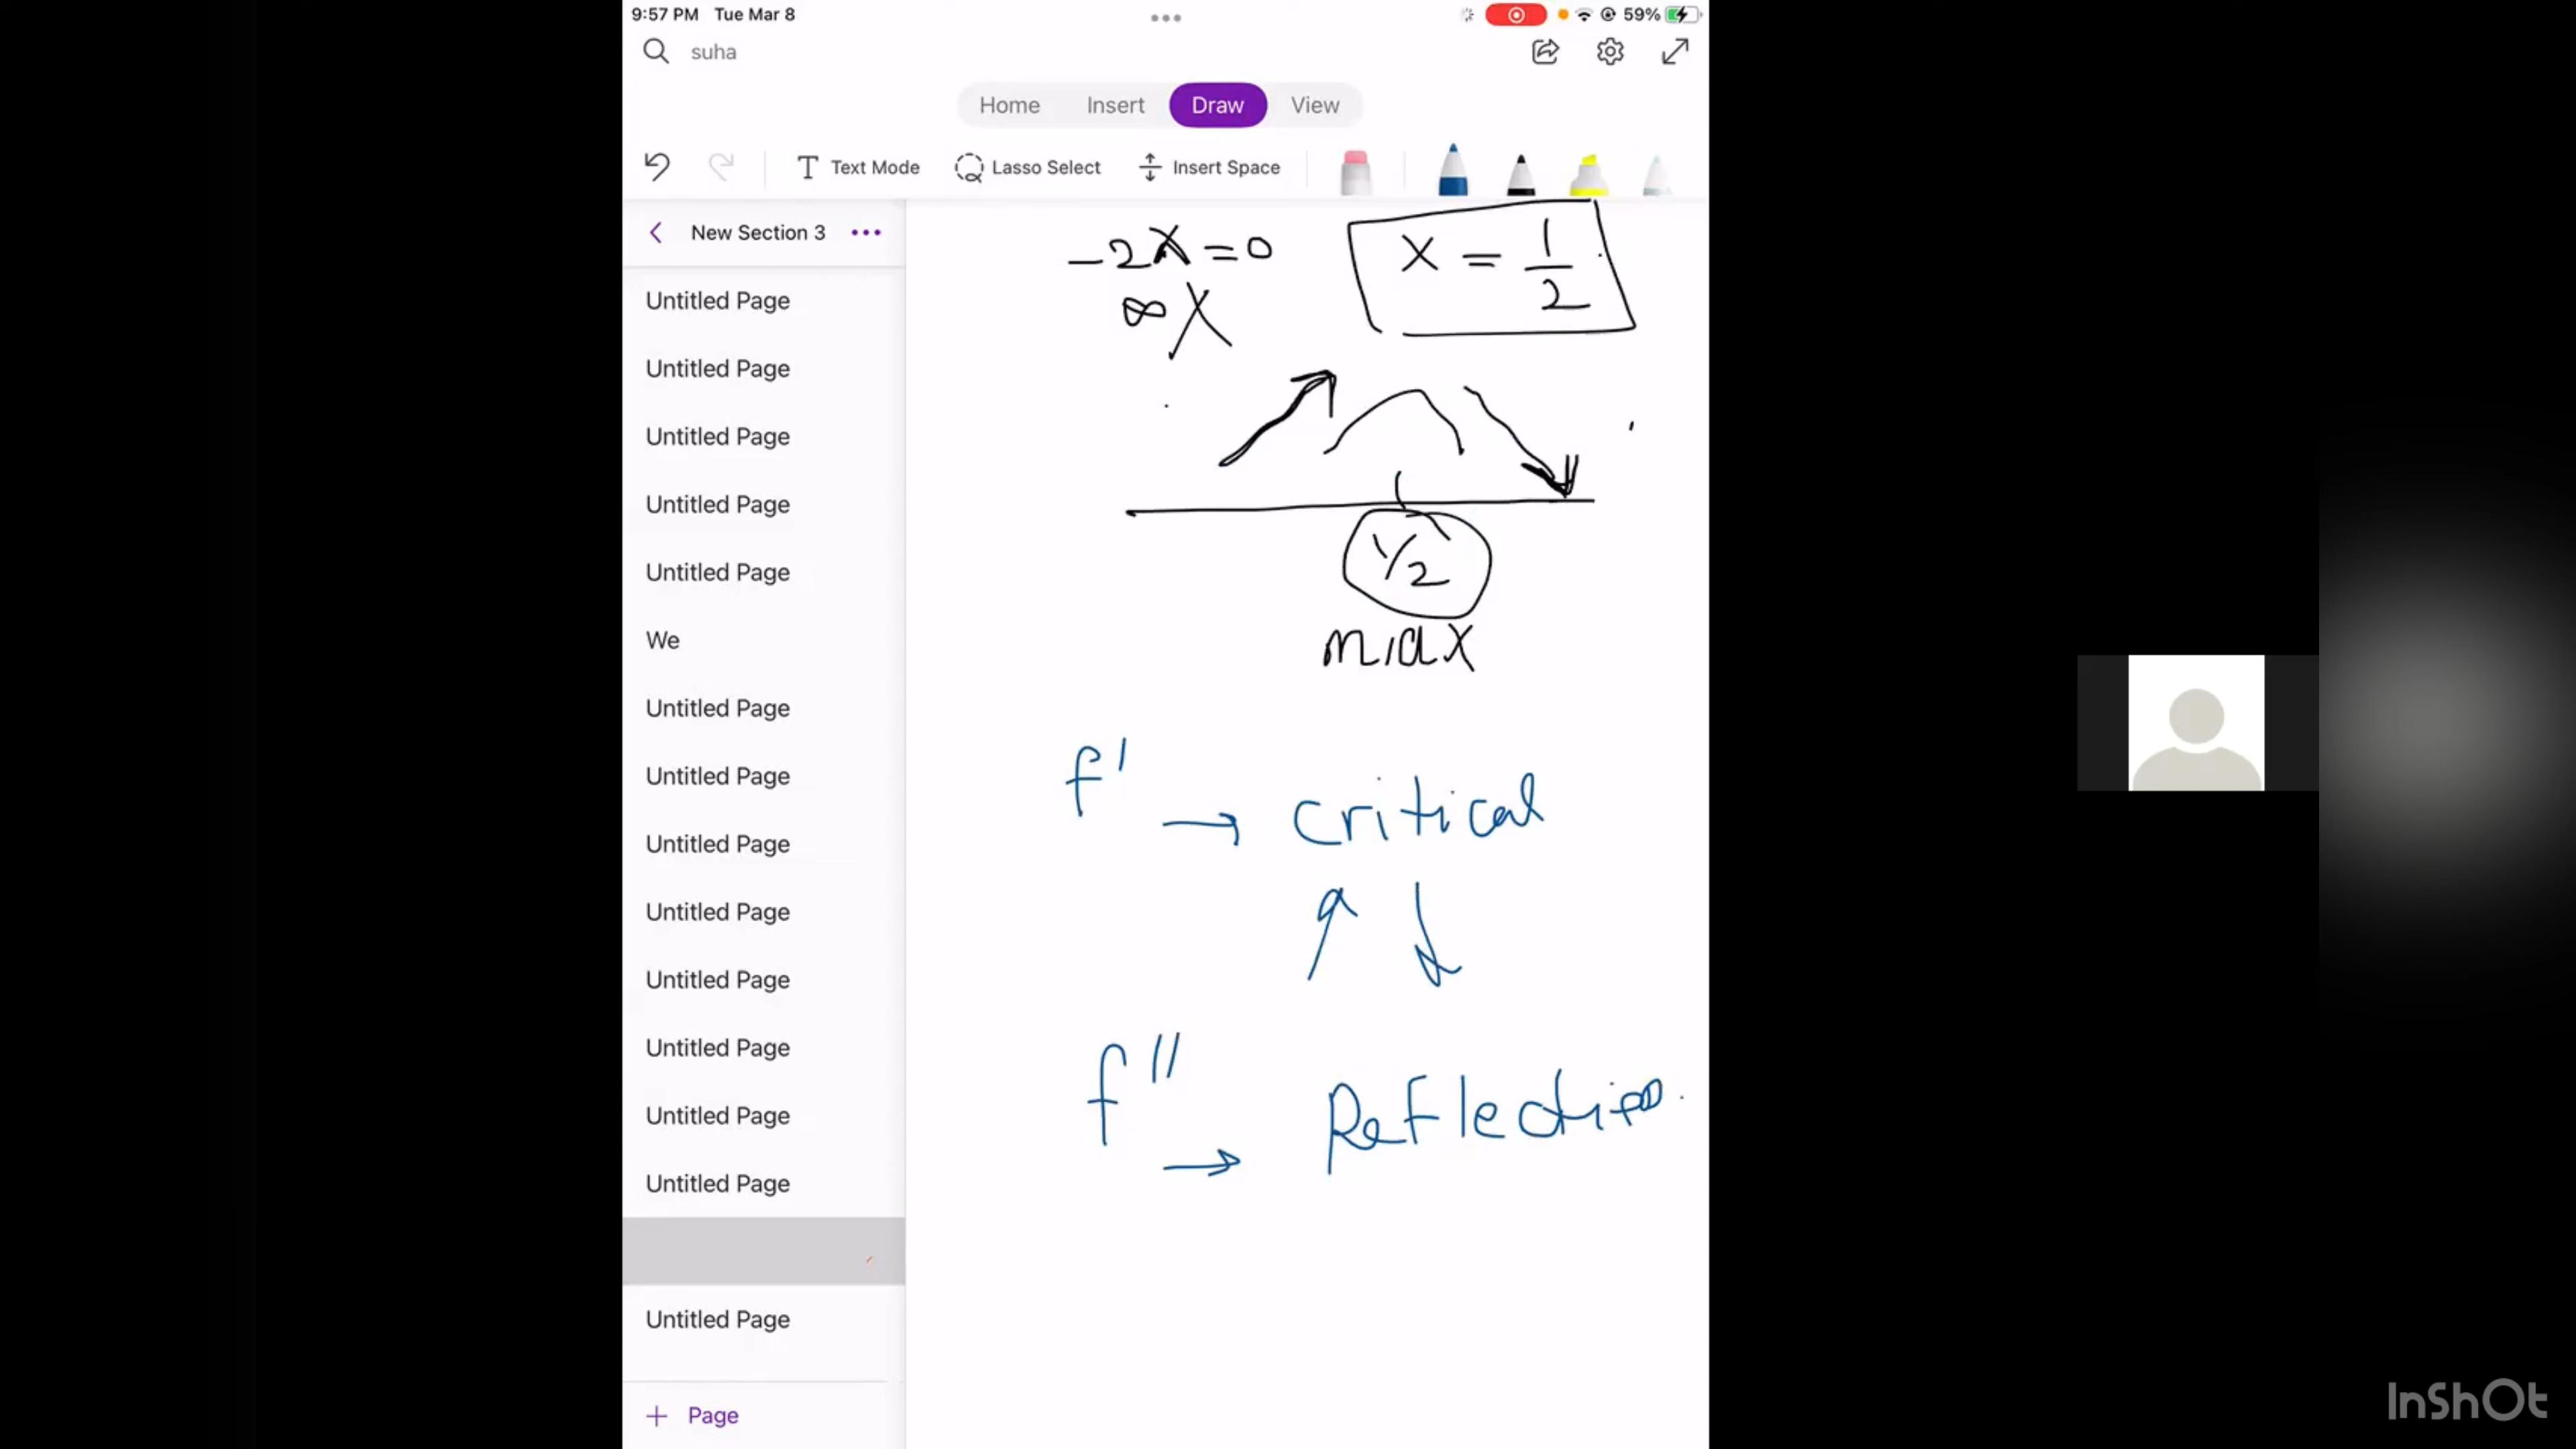 9:57 PM Tue Mar 8
59%
suha
Home Insert Draw View
Text Mode Lasso Select Insert Space
New Section 3
Untitled Page
Untitled Page
Untitled Page
Untitled Page
Untitled Page
We
Untitled Page
Untitled Page
Untitled Page
Untitled Page
Untitled Page
Untitled Page
Untitled Page
Untitled Page
Untitled Page
+ Page
-2x = 0
∞
x = 1/2
1/2
max
f' → critical
f'' → Reflection
InShOt